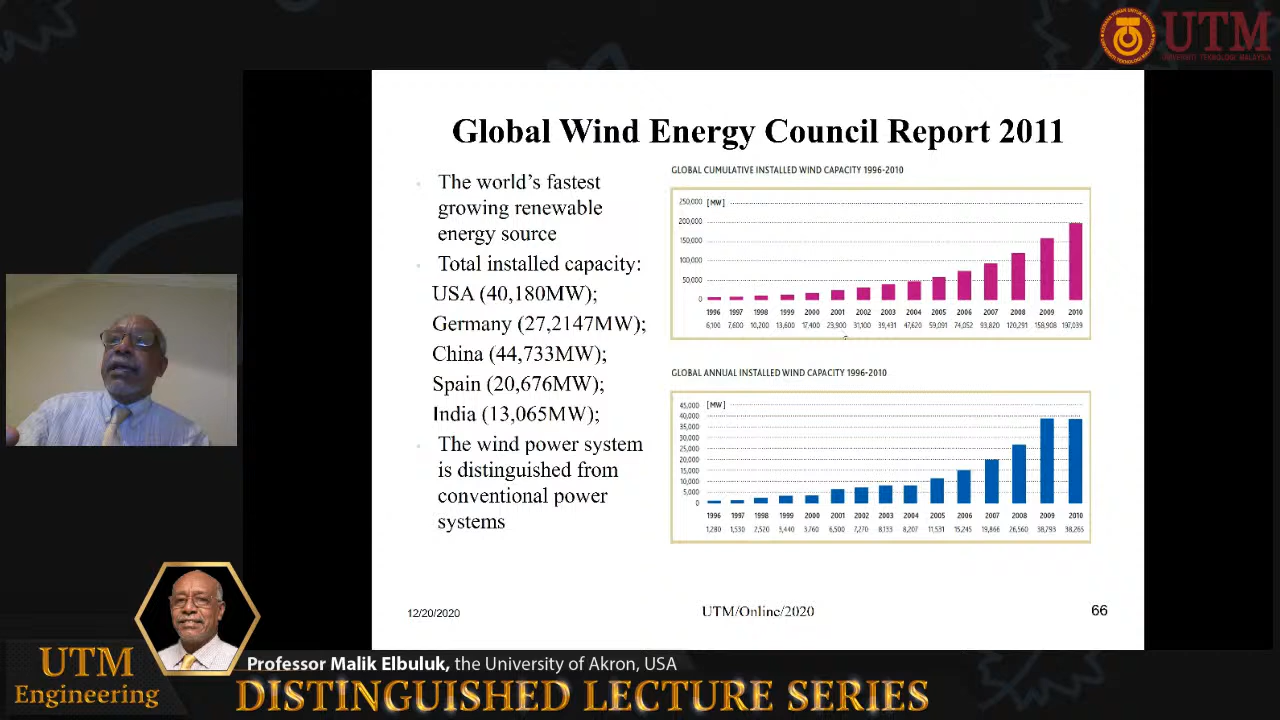 UTM
UNIVERSITI TEKNOLOGI MALAYSIA
Global Wind Energy Council Report 2011
The world's fastest
growing renewable
energy source
Total installed capacity:
USA (40,180MW);
Germany (27,2147MW);
China (44,733MW);
Spain (20,676MW);
India (13,065MW);
The wind power system
is distinguished from
conventional power
systems
GLOBAL CUMULATIVE INSTALLED WIND CAPACITY 1996-2010
250,000 [MW]
200,000
150,000
100,000
50,000
0
1996 1997 1998 1999 2000 2001 2002 2003 2004 2005 2006 2007 2008 2009 2010
6,100 7,600 10,200 13,600 17,400 23,900 31,100 39,431 47,620 59,091 74,052 93,820 120,291 158,908 197,039
GLOBAL ANNUAL INSTALLED WIND CAPACITY 1996-2010
45,000 [MW]
40,000
35,000
30,000
25,000
20,000
15,000
10,000
5,000
0
1996 1997 1998 1999 2000 2001 2002 2003 2004 2005 2006 2007 2008 2009 2010
1,280 1,530 2,520 3,440 3,760 6,500 7,270 8,133 8,207 11,531 15,245 19,866 26,560 38,793 38,265
12/20/2020
UTM/Online/2020
66
UTM
Engineering
Professor Malik Elbuluk, the University of Akron, USA
DISTINGUISHED LECTURE SERIES